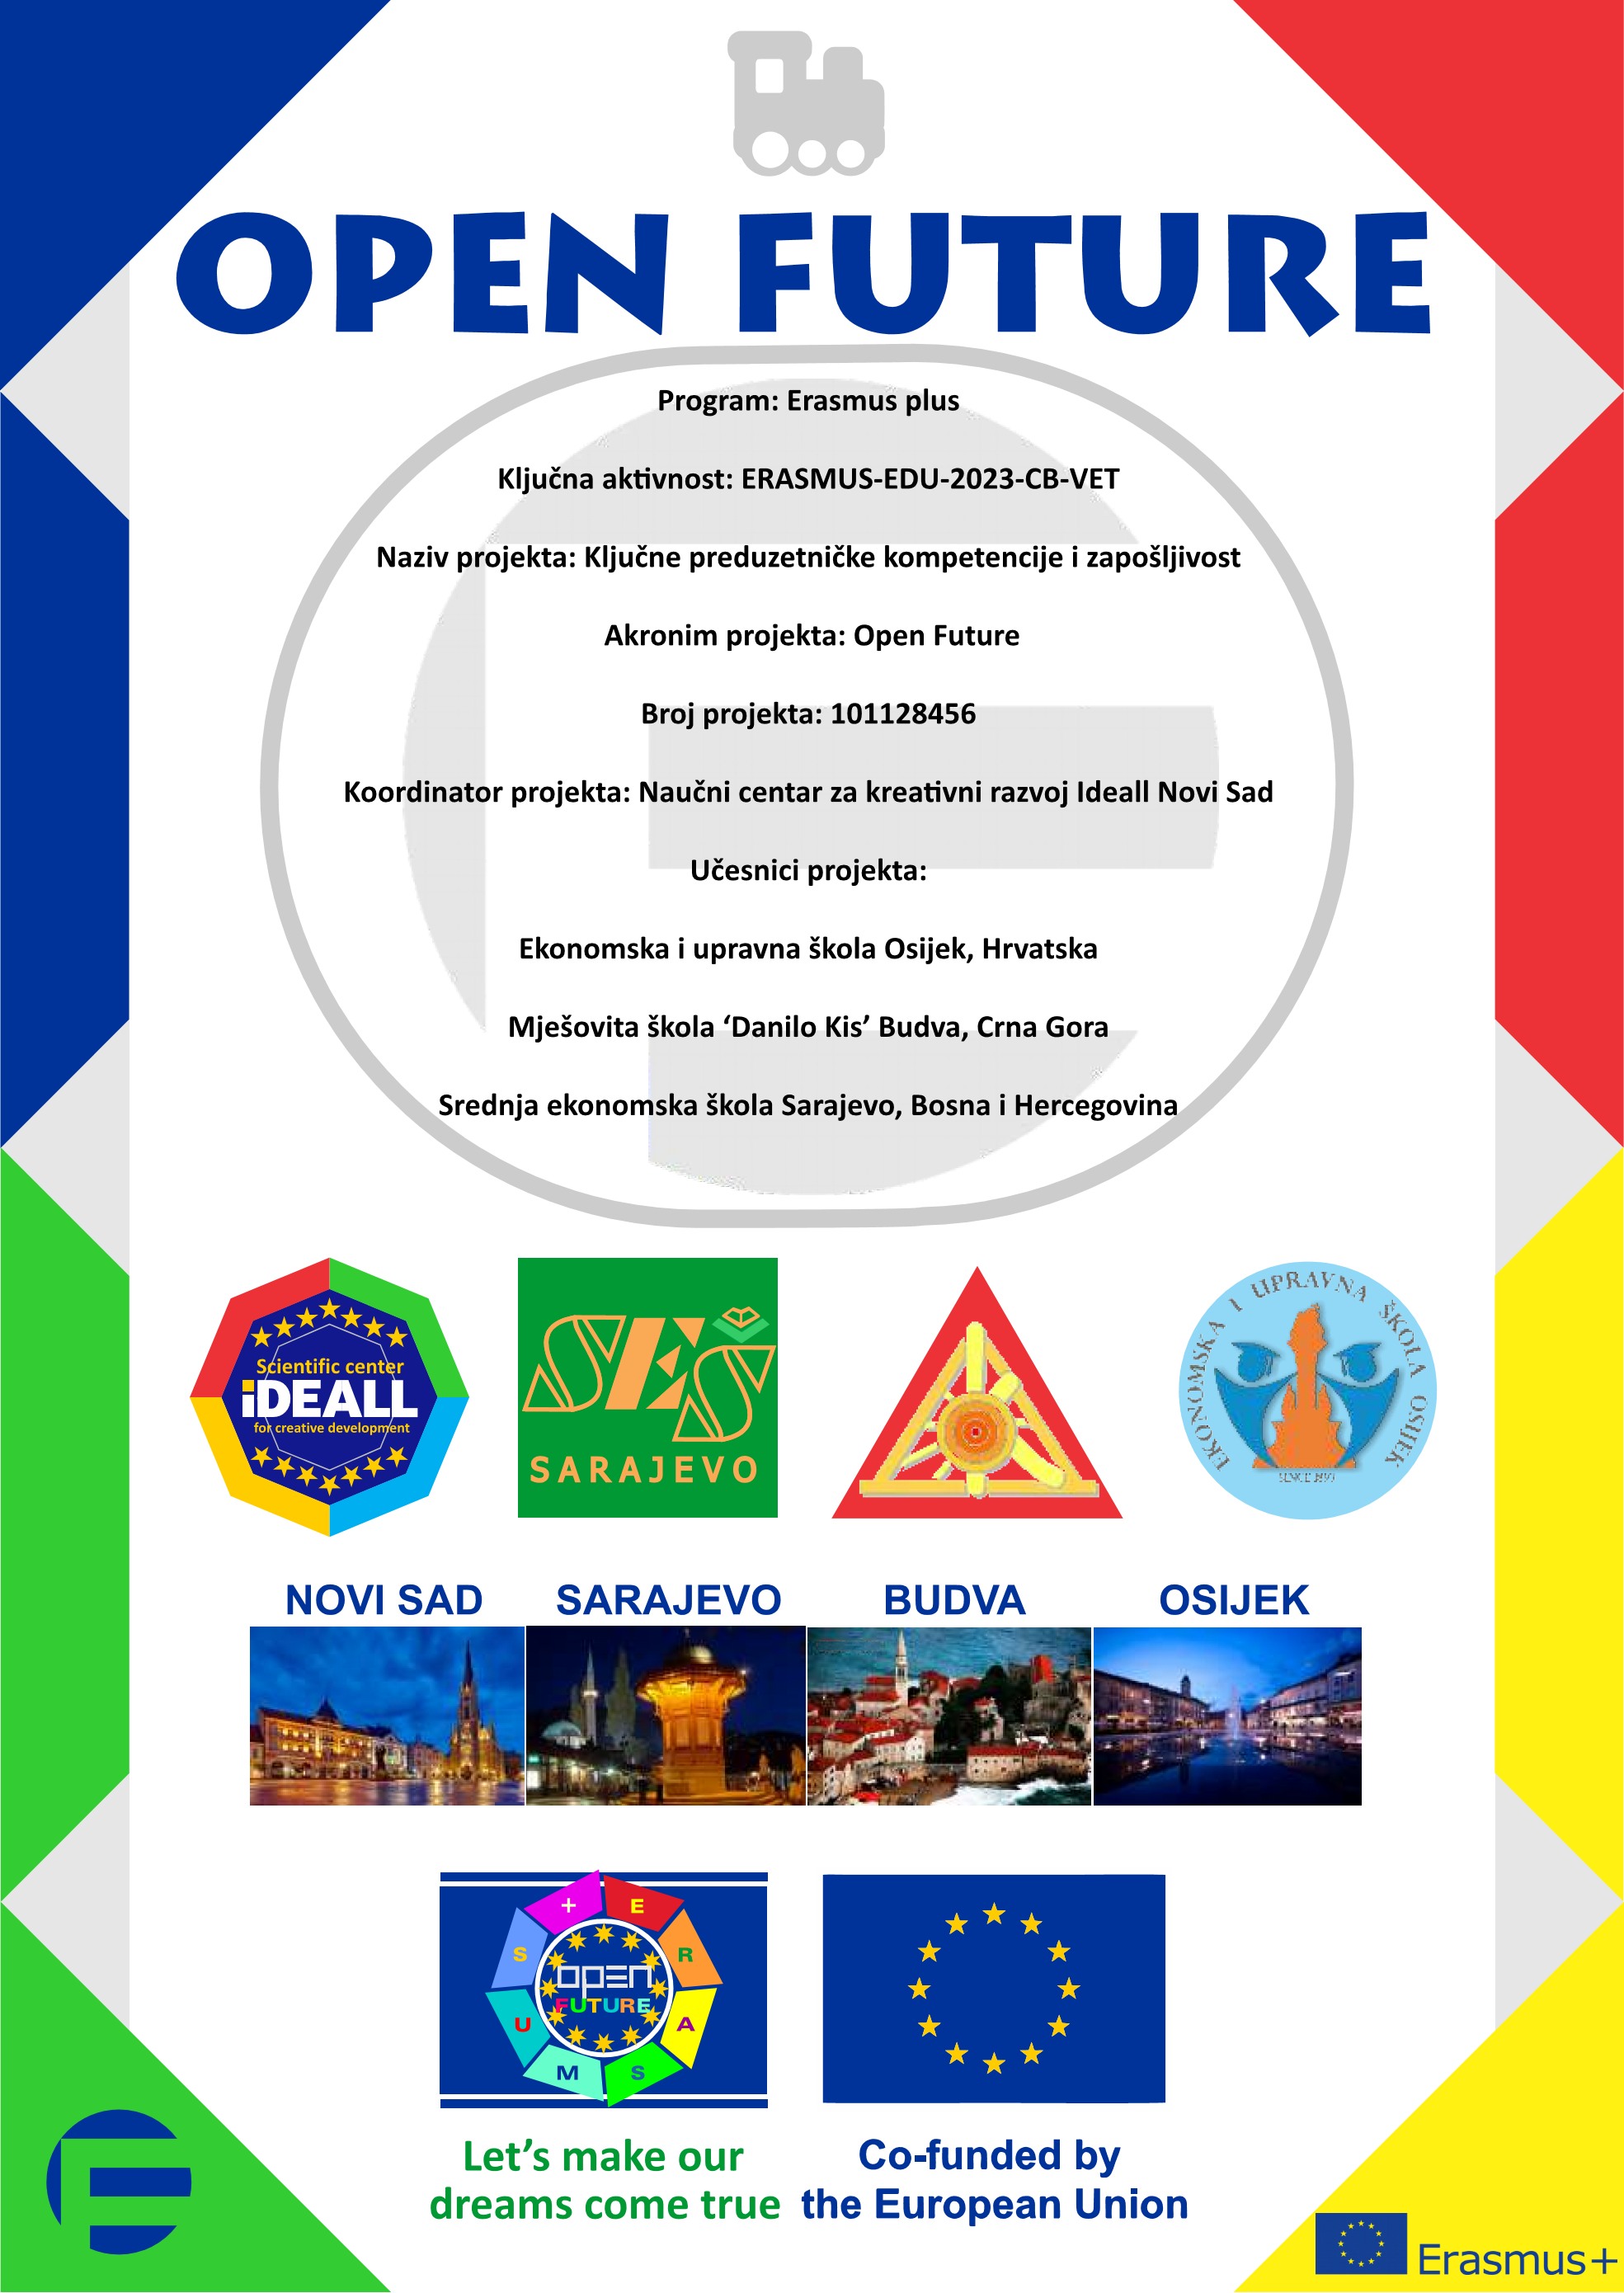 OPEN FUTURE
Program: Erasmus plus
Ključna aktivnost: ERASMUS-EDU-2023-CB-VET
Naziv projekta: Ključne preduzetničke kompetencije i zapošljivost
Akronim projekta: Open Future
Broj projekta: 101128456
Koordinator projekta: Naučni centar za kreativni razvoj Ideall Novi Sad
Učesnici projekta:
Ekonomska i upravna škola Osijek, Hrvatska
Mješovita škola ‘Danilo Kis’ Budva, Crna Gora
Srednja ekonomska škola Sarajevo, Bosna i Hercegovina
Scientific center
iDEALL
for creative development
SEŠ
SARAJEVO
EKONOMSKA I UPRAVNA ŠKOLA OSIJEK
NOVI SAD
SARAJEVO
BUDVA
OSIJEK
ERASMUS+
OPEN
FUTURE
Let’s make our
dreams come true
Co-funded by
the European Union
Erasmus+